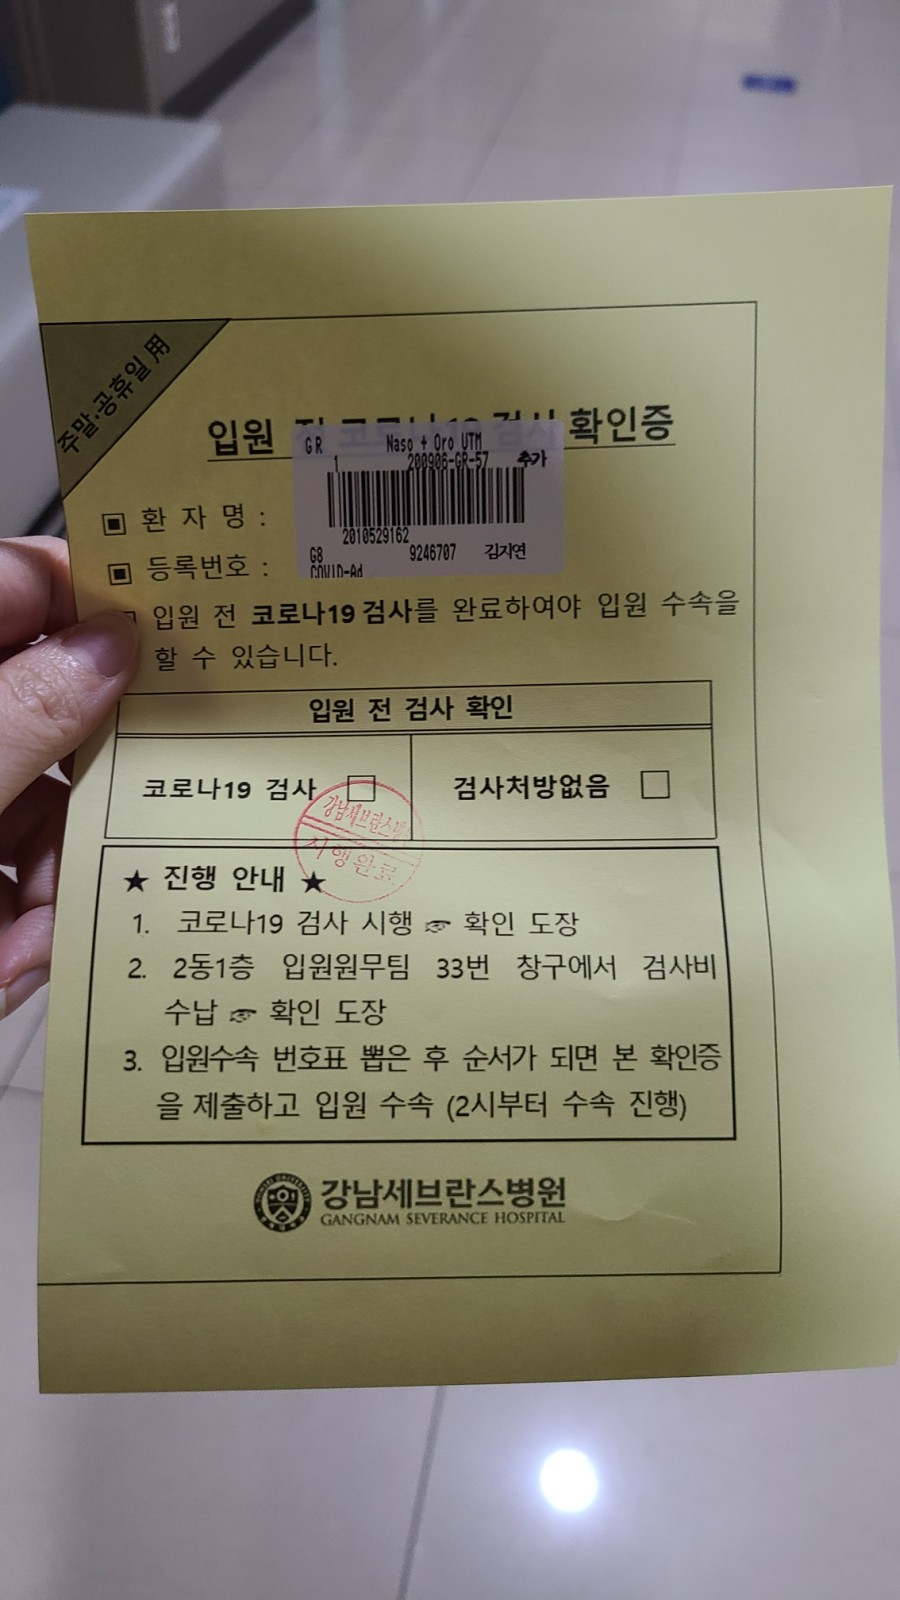 주말·공휴일 用
입원 전 코로나19 검사 확인증
GR Naso + Oro UTM
1 200906-GR-57 추가
2010529162
G8 9246707 김지연
COVID-Ad
▣ 환 자 명 :
▣ 등록번호 :
입원 전 코로나19 검사를 완료하여야 입원 수속을
할 수 있습니다.
입원 전 검사 확인
코로나19 검사 □ 검사처방없음 □
강남세브란스병
시행완료
★ 진행 안내 ★
1. 코로나19 검사 시행 ☞ 확인 도장
2. 2동1층 입원원무팀 33번 창구에서 검사비
수납 ☞ 확인 도장
3. 입원수속 번호표 뽑은 후 순서가 되면 본 확인증
을 제출하고 입원 수속 (2시부터 수속 진행)
강남세브란스병원
GANGNAM SEVERANCE HOSPITAL